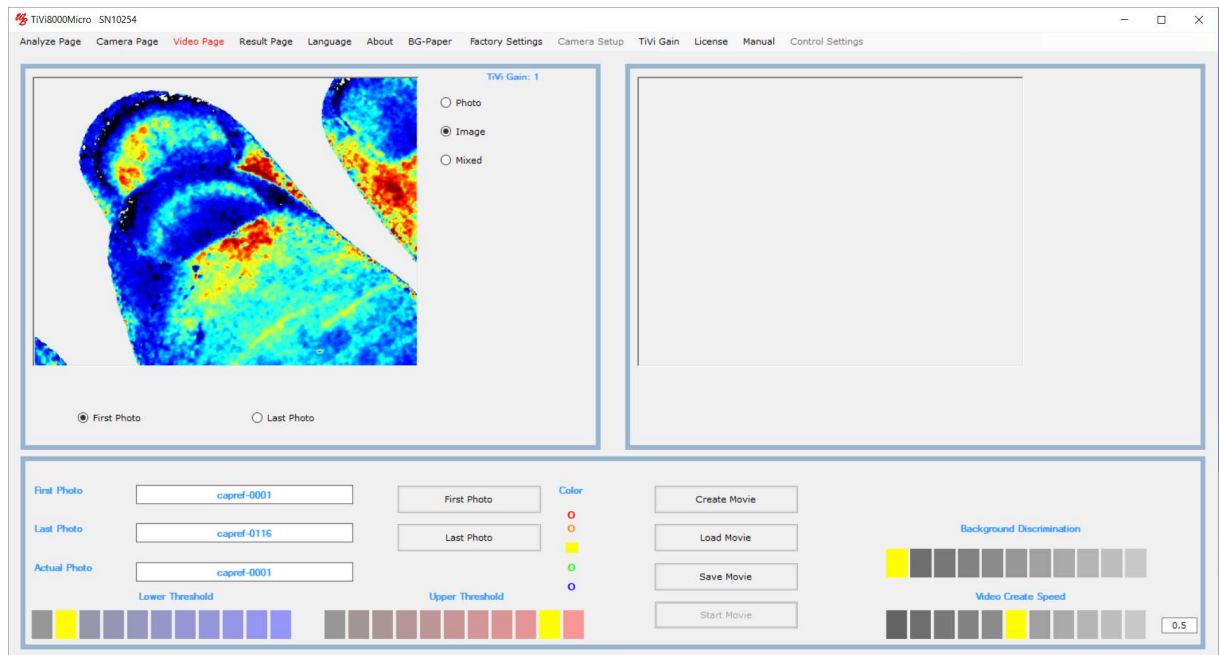 TiVi8000Micro SN10254
Analyze Page Camera Page Video Page Result Page Language About BG-Paper Factory Settings Camera Setup TiVi Gain License Manual Control Settings
TiVi Gain: 1
Photo
Image
Mixed
First Photo Last Photo
First Photo capref-0001 First Photo Color Create Movie
Last Photo capref-0116 Last Photo Load Movie Background Discrimination
Actual Photo capref-0001 Save Movie
Lower Threshold Upper Threshold Start Movie Video Create Speed
0.5